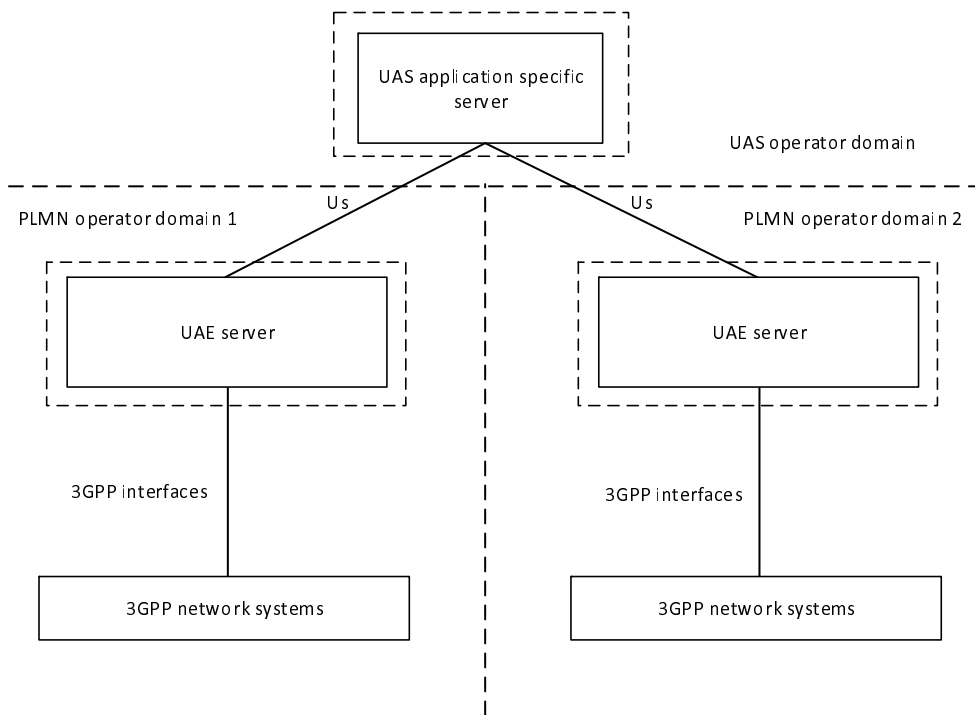 UAS application specific
server
UAS operator domain
Us
Us
PLMN operator domain 1
PLMN operator domain 2
UAE server
UAE server
3GPP interfaces
3GPP interfaces
3GPP network systems
3GPP network systems